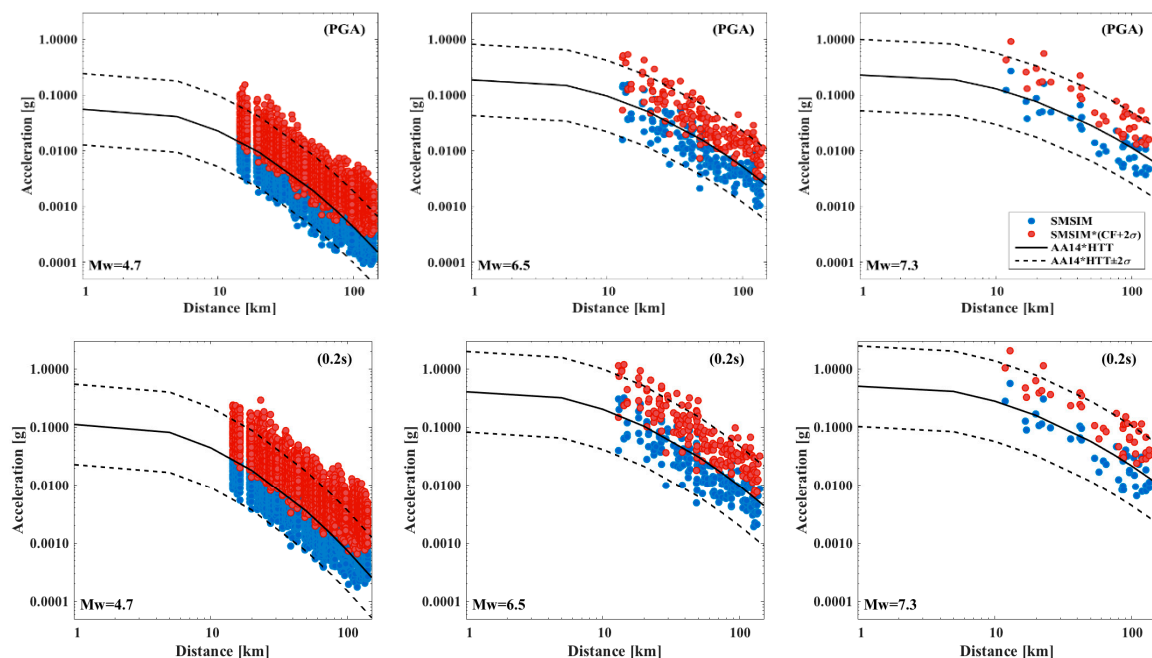 (PGA)
1.0000
0.1000
0.0100
0.0010
0.0001
Acceleration [g]
Mw=4.7
1
10
100
Distance [km]
(PGA)
1.0000
0.1000
0.0100
0.0010
0.0001
Acceleration [g]
Mw=6.5
1
10
100
Distance [km]
(PGA)
1.0000
0.1000
0.0100
0.0010
0.0001
Acceleration [g]
SMSIM
SMSIM*(CF+2σ)
AA14*HTT
AA14*HTT±2σ
Mw=7.3
1
10
100
Distance [km]
(0.2s)
1.0000
0.1000
0.0100
0.0010
0.0001
Acceleration [g]
Mw=4.7
1
10
100
Distance [km]
(0.2s)
1.0000
0.1000
0.0100
0.0010
0.0001
Acceleration [g]
Mw=6.5
1
10
100
Distance [km]
(0.2s)
1.0000
0.1000
0.0100
0.0010
0.0001
Acceleration [g]
Mw=7.3
1
10
100
Distance [km]